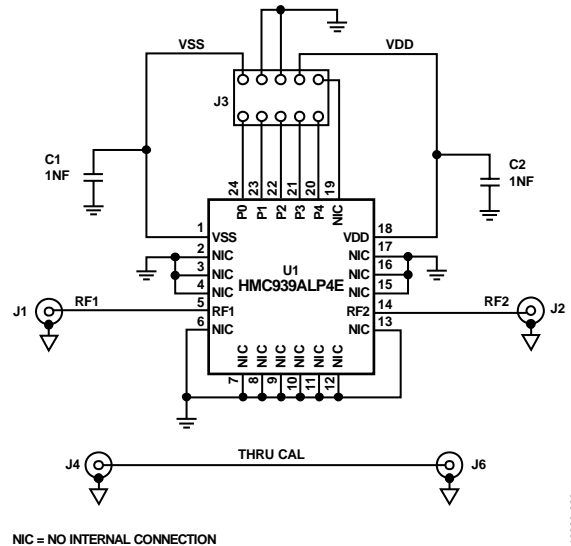 VSS VDD
J3
C1
1NF
C2
1NF
24 23 22 21 20 19
P0 P1 P2 P3 P4 NIC
1 VSS VDD 18
2 NIC NIC 17
3 NIC U1 NIC 16
4 NIC HMC939ALP4E NIC 15
J1 RF1 5 RF1 RF2 14 RF2 J2
6 NIC NIC 13
NIC NIC NIC NIC NIC NIC
7 8 9 10 11 12
J4 THRU CAL J6
NIC = NO INTERNAL CONNECTION